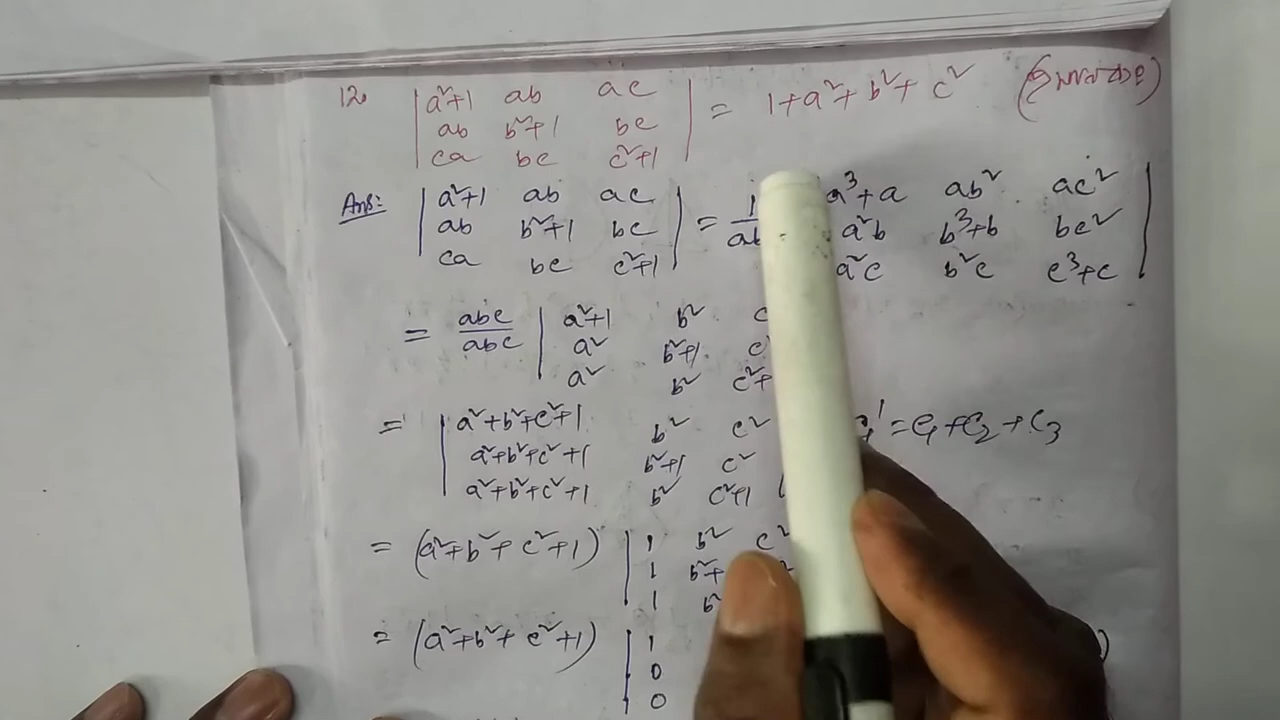 12. | a²+1 ab ac | = 1+a²+b²+c²
| ab b²+1 bc |
| ca bc c²+1 |
Ans: | a²+1 ab ac | = 1 a³+a ab² ac² |
| ab b²+1 bc | ab a²b b³+b bc² |
| ca bc c²+1 | a²c b²c c³+c |
= abc/abc | a²+1 b² c
a² b²+1 c²
a² b² c²+
= | a²+b²+c²+1 b² c² ' = C₁+C₂+C₃
| a²+b²+c²+1 b²+1 c²
| a²+b²+c²+1 b² c²+1 |
= (a²+b²+c²+1) | 1 b² c²
| 1 b²+
| 1 b²
= (a²+b²+c²+1) | 1
| 0 )
| 0